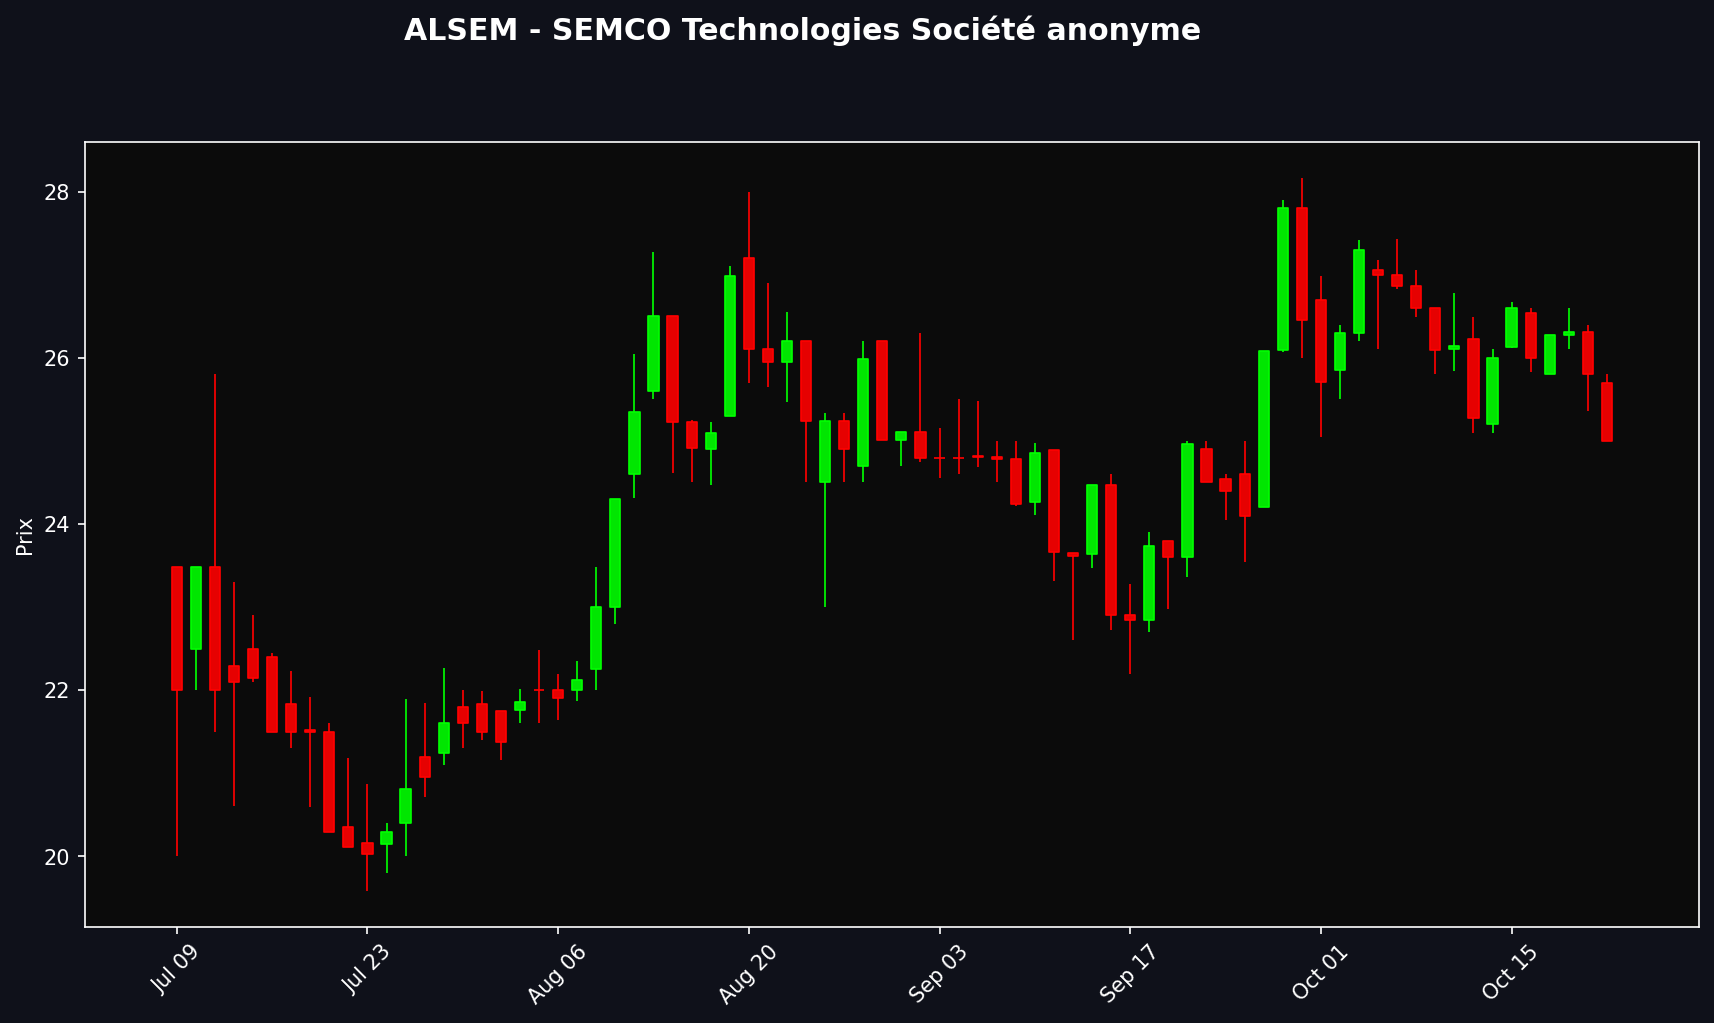 ALSEM - SEMCO Technologies Société anonyme
Prix
28
26
24
22
20
Jul 09
Jul 23
Aug 06
Aug 20
Sep 03
Sep 17
Oct 01
Oct 15